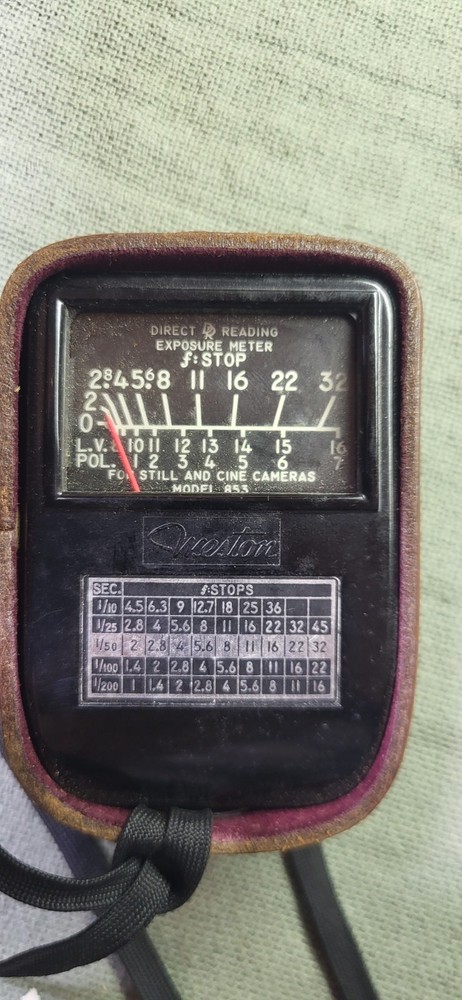 DIRECT DR READING
EXPOSURE METER
f:STOP
2.8 4 5.6 8 11 16 22 32
2
0
L.V. 10 11 12 13 14 15 16
POL. 1 2 3 4 5 6 7
FOR STILL AND CINE CAMERAS
MODEL 853
Weston
SEC. f:STOPS
1/10 4.5 6.3 9 12.7 18 25 36
1/25 2.8 4 5.6 8 11 16 22 32 45
1/50 2 2.8 4 5.6 8 11 16 22 32
1/100 1.4 2 2.8 4 5.6 8 11 16 22
1/200 1 1.4 2 2.8 4 5.6 8 11 16